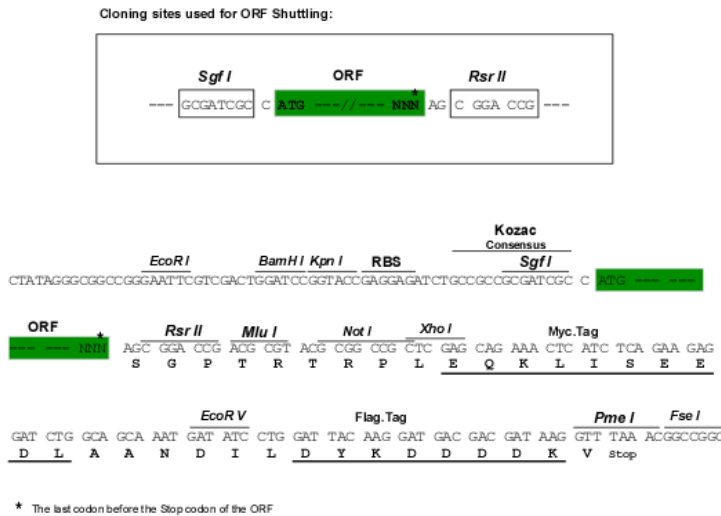 Cloning sites used for ORF Shuttling:
Sgf I ORF Rsr II
*
--- GCGATCGC C ATG ---//--- NNN AG C GGA CCG ---
Kozac
Consensus
EcoR I BamH I Kpn I RBS Sgf I
CTATAGGGCGGCCGGGAATTCGTCGACTGGATCCGGTACCGAGGAGATCTGCCGCCGCGATCGC C ATG --- ---
ORF
*
Rsr II Mlu I Not I Xho I Myc.Tag
--- --- NNN AGC GGA CCG ACG CGT ACG CGG CCG CTC GAG CAG AAA CTC ATC TCA GAA GAG
S G P T R T R P L E Q K L I S E E
EcoR V Flag.Tag Pme I Fse I
GAT CTG GCA GCA AAT GAT ATC CTG GAT TAC AAG GAT GAC GAC GAT AAG GTT TAA ACGGCCGGC
D L A A N D I L D Y K D D D D K V Stop
* The last codon before the Stop codon of the ORF